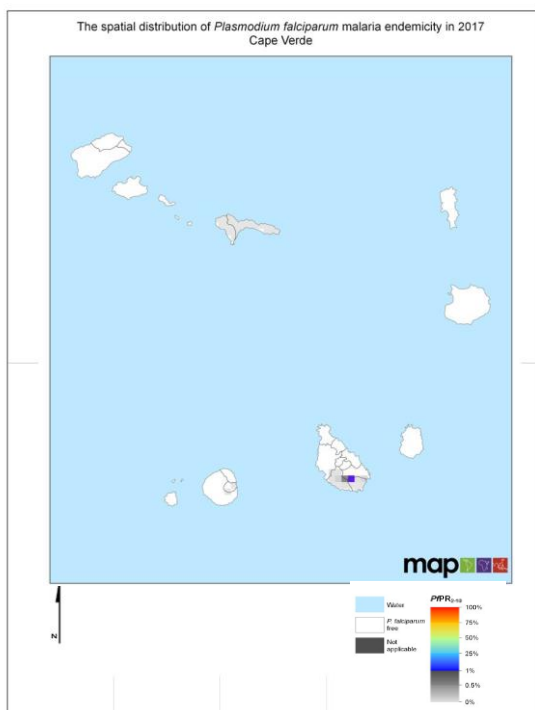 The spatial distribution of Plasmodium falciparum malaria endemicity in 2017
Cape Verde
map
N
Water
P. falciparum
free
Not
applicable
PfPR₂₋₁₀
100%
75%
50%
25%
1%
0.5%
0%